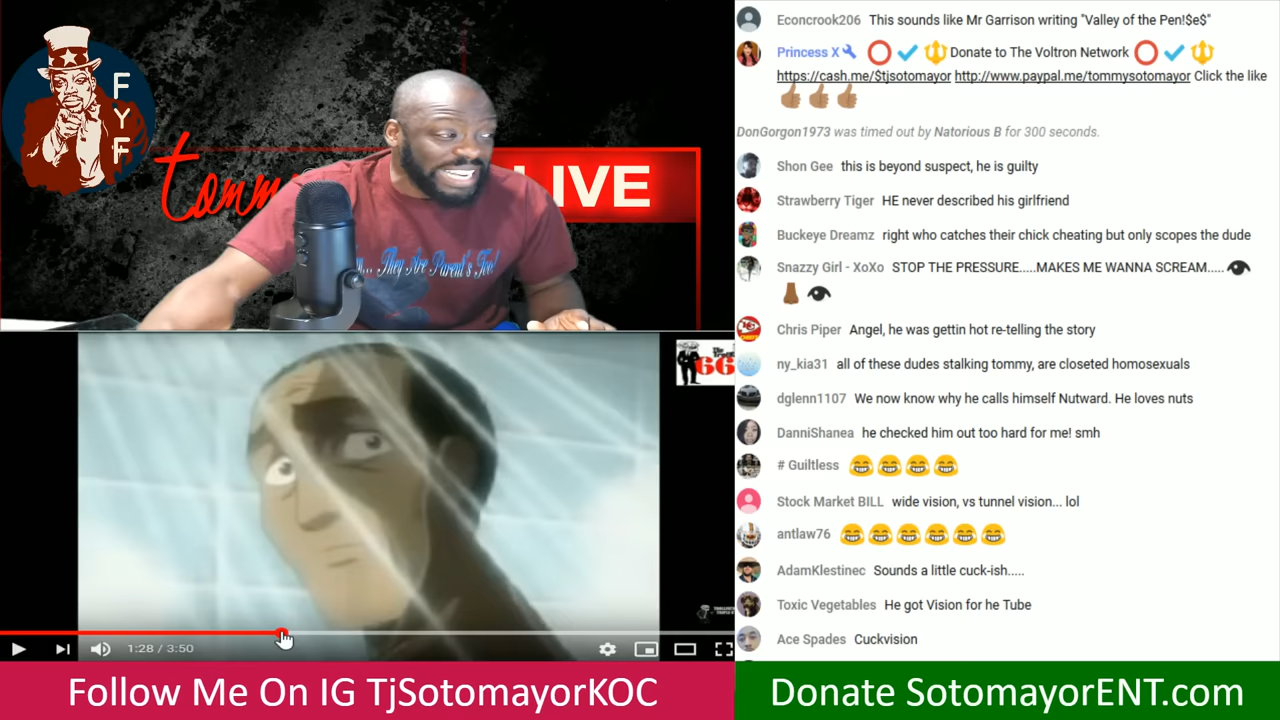 F
Y
F
tomm
LIVE
... They Are Parent's Too!
66
1:28 / 3:50
Follow Me On IG TjSotomayorKOC
Econcrook206 This sounds like Mr Garrison writing "Valley of the Pen!$e$"
Princess X 🔧 ⭕ ✔ 🔱 Donate to The Voltron Network ⭕ ✔ 🔱
https://cash.me/$tjsotomayor http://www.paypal.me/tommysotomayor Click the like
👍🏽 👍🏽 👍🏽
DonGorgon1973 was timed out by Natorious B for 300 seconds.
Shon Gee this is beyond suspect, he is guilty
Strawberry Tiger HE never described his girlfriend
Buckeye Dreamz right who catches their chick cheating but only scopes the dude
Snazzy Girl - XoXo STOP THE PRESSURE.....MAKES ME WANNA SCREAM..... 👁
👃🏾 👁
Chris Piper Angel, he was gettin hot re-telling the story
ny_kia31 all of these dudes stalking tommy, are closeted homosexuals
dglenn1107 We now know why he calls himself Nutward. He loves nuts
DanniShanea he checked him out too hard for me! smh
# Guiltless 😂 😂 😂 😂
Stock Market BILL wide vision, vs tunnel vision... lol
antlaw76 😂 😂 😂 😂 😂 😂
AdamKlestinec Sounds a little cuck-ish.....
Toxic Vegetables He got Vision for he Tube
Ace Spades Cuckvision
Donate SotomayorENT.com